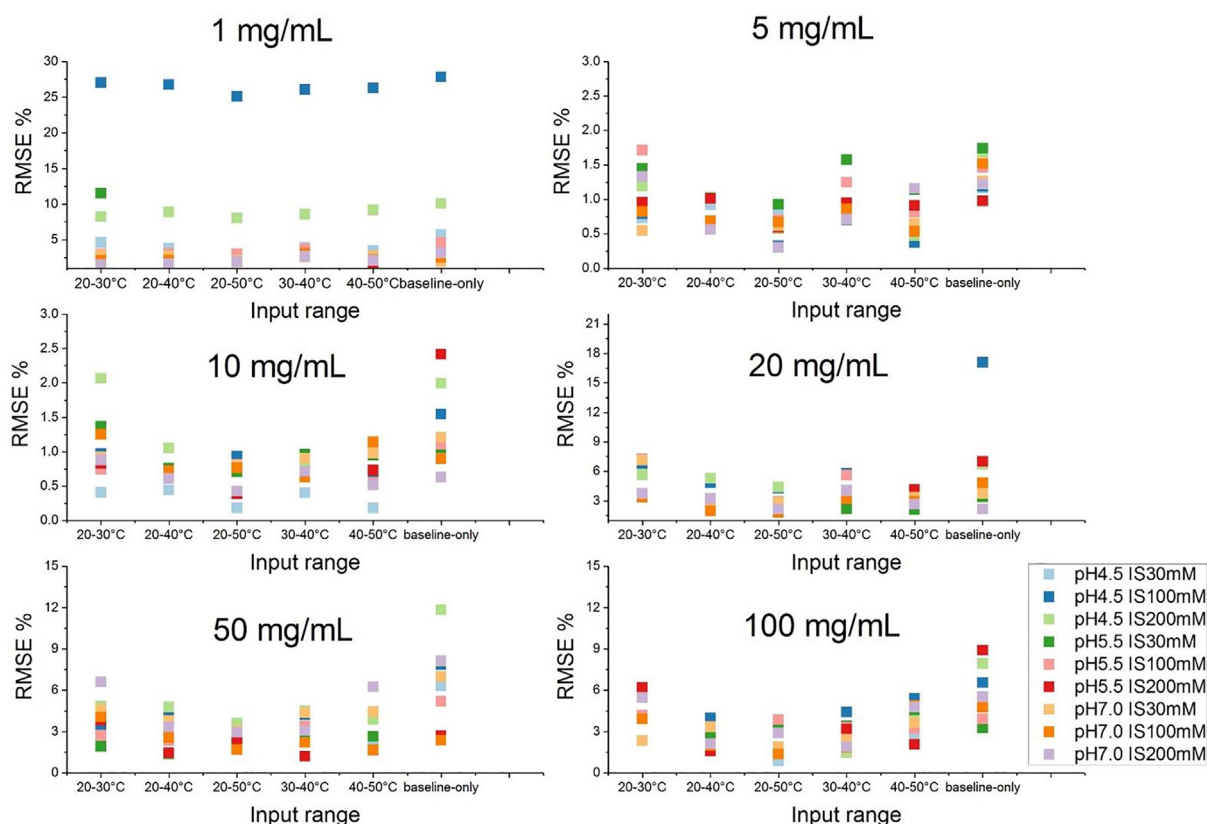 1 mg/mL
RMSE %
30
25
20
15
10
5
20-30°C 20-40°C 20-50°C 30-40°C 40-50°C baseline-only
Input range
5 mg/mL
RMSE %
3.0
2.5
2.0
1.5
1.0
0.5
0.0
20-30°C 20-40°C 20-50°C 30-40°C 40-50°C baseline-only
Input range
10 mg/mL
RMSE %
3.0
2.5
2.0
1.5
1.0
0.5
0.0
20-30°C 20-40°C 20-50°C 30-40°C 40-50°C baseline-only
Input range
20 mg/mL
RMSE %
21
18
15
12
9
6
3
20-30°C 20-40°C 20-50°C 30-40°C 40-50°C baseline-only
Input range
50 mg/mL
RMSE %
15
12
9
6
3
0
20-30°C 20-40°C 20-50°C 30-40°C 40-50°C baseline-only
Input range
100 mg/mL
RMSE %
15
12
9
6
3
0
20-30°C 20-40°C 20-50°C 30-40°C 40-50°C baseline-only
Input range
pH4.5 IS30mM
pH4.5 IS100mM
pH4.5 IS200mM
pH5.5 IS30mM
pH5.5 IS100mM
pH5.5 IS200mM
pH7.0 IS30mM
pH7.0 IS100mM
pH7.0 IS200mM